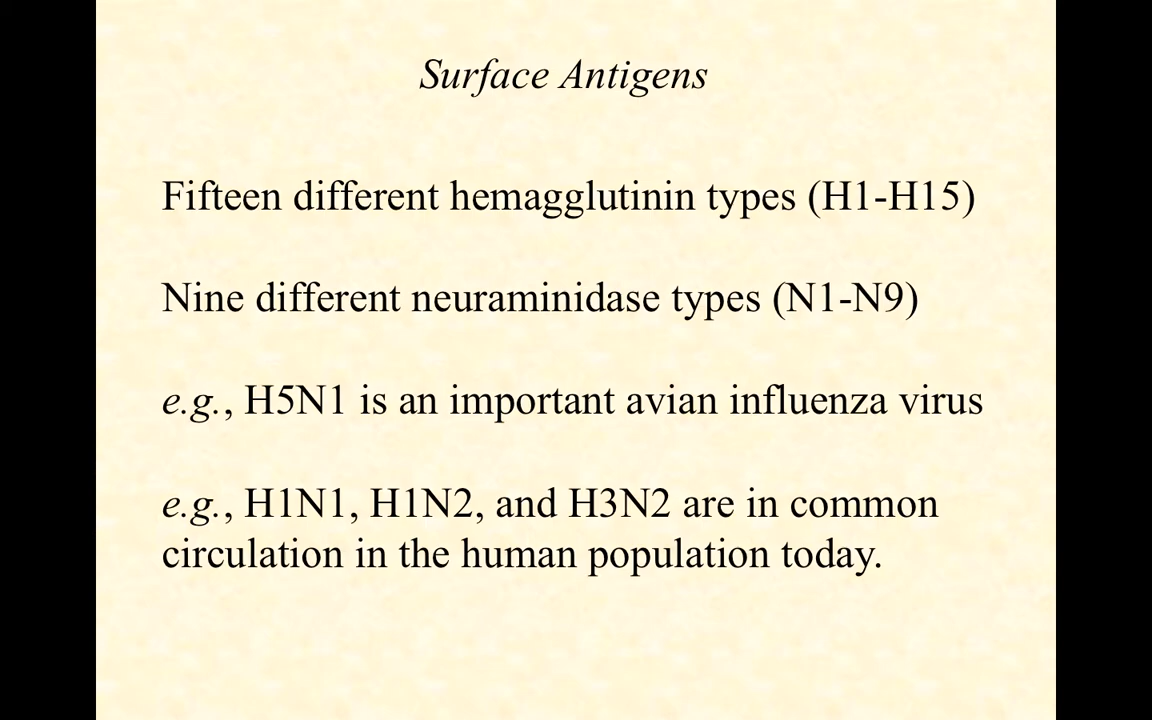 Surface Antigens
Fifteen different hemagglutinin types (H1-H15)
Nine different neuraminidase types (N1-N9)
e.g., H5N1 is an important avian influenza virus
e.g., H1N1, H1N2, and H3N2 are in common
circulation in the human population today.